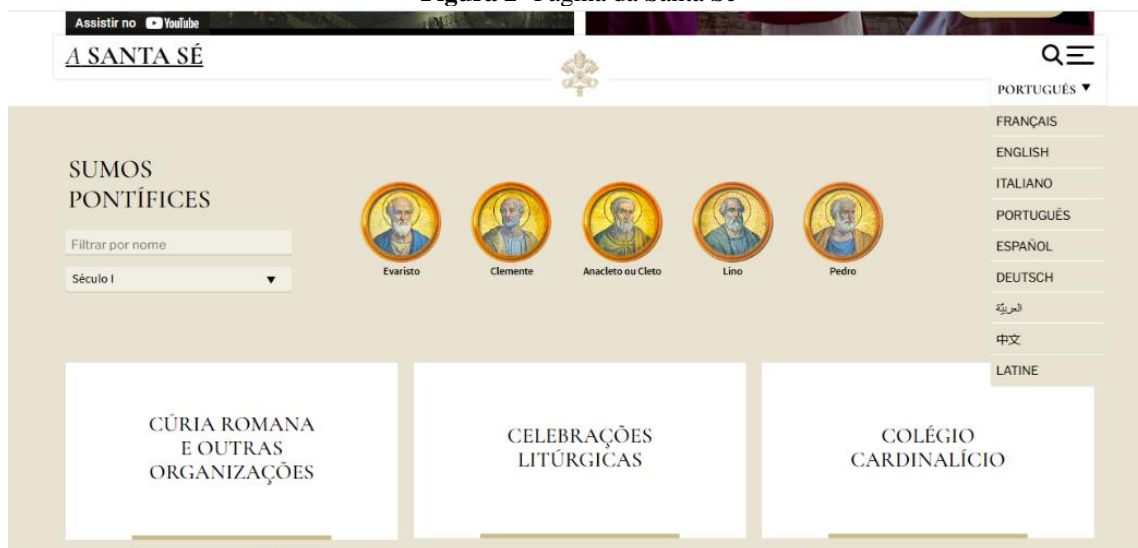 Assistir no YouTube
A SANTA SÉ
PORTUGUÊS ▼
FRANÇAIS
ENGLISH
ITALIANO
PORTUGUÊS
ESPAÑOL
DEUTSCH
العربيّة
中文
LATINE
SUMOS
PONTÍFICES
Filtrar por nome
Século I ▼
Evaristo
Clemente
Anacleto ou Cleto
Lino
Pedro
CÚRIA ROMANA
E OUTRAS
ORGANIZAÇÕES
CELEBRAÇÕES
LITÚRGICAS
COLÉGIO
CARDINALÍCIO